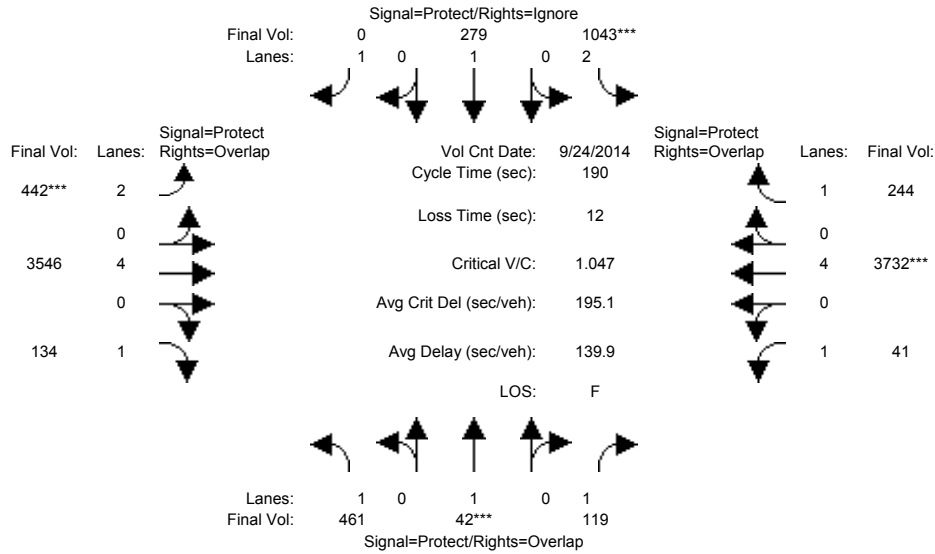 Signal=Protect/Rights=Ignore
Final Vol: 0 279 1043***
Lanes: 1 0 1 0 2
Signal=Protect
Final Vol: Lanes: Rights=Overlap
Vol Cnt Date: 9/24/2014
Signal=Protect
Rights=Overlap Lanes: Final Vol:
Cycle Time (sec): 190
442*** 2
1 244
Loss Time (sec): 12
0
0
3546 4
Critical V/C: 1.047
4 3732***
0
Avg Crit Del (sec/veh): 195.1
0
134 1
Avg Delay (sec/veh): 139.9
1 41
LOS: F
Lanes: 1 0 1 0 1
Final Vol: 461 42*** 119
Signal=Protect/Rights=Overlap